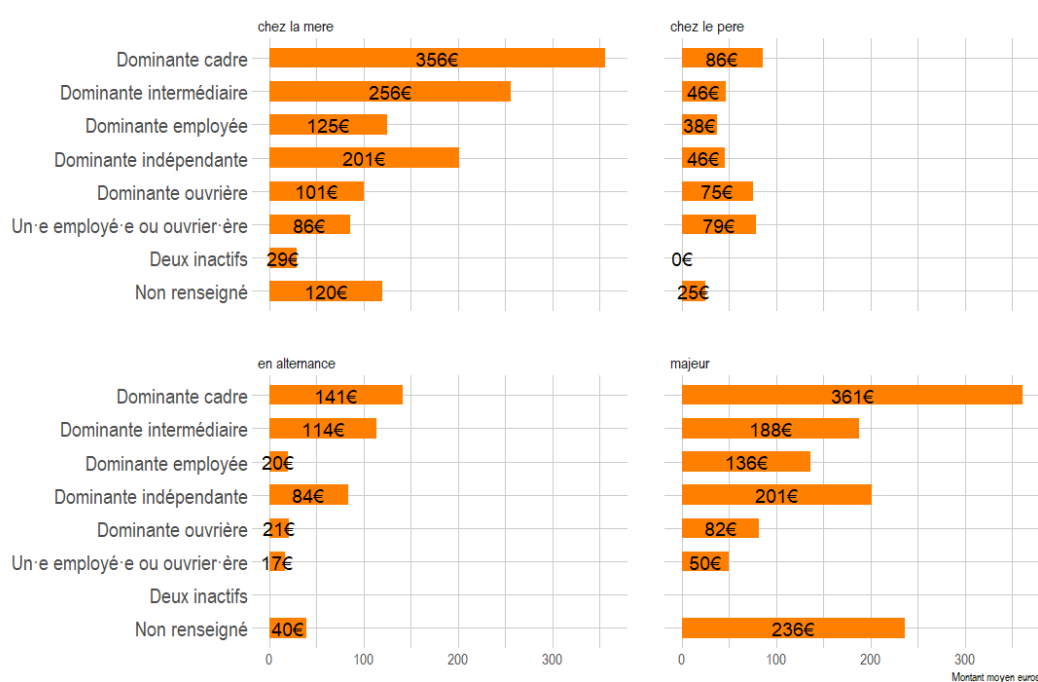 chez la mere chez le pere
Dominante cadre 356€ 86€
Dominante intermédiaire 256€ 46€
Dominante employée 125€ 38€
Dominante indépendante 201€ 46€
Dominante ouvrière 101€ 75€
Un·e employé·e ou ouvrier·ère 86€ 79€
Deux inactifs 29€ 0€
Non renseigné 120€ 25€
en alternance majeur
Dominante cadre 141€ 361€
Dominante intermédiaire 114€ 188€
Dominante employée 20€ 136€
Dominante indépendante 84€ 201€
Dominante ouvrière 21€ 82€
Un·e employé·e ou ouvrier·ère 17€ 50€
Deux inactifs
Non renseigné 40€ 236€
0 100 200 300 0 100 200 300
Montant moyen euros